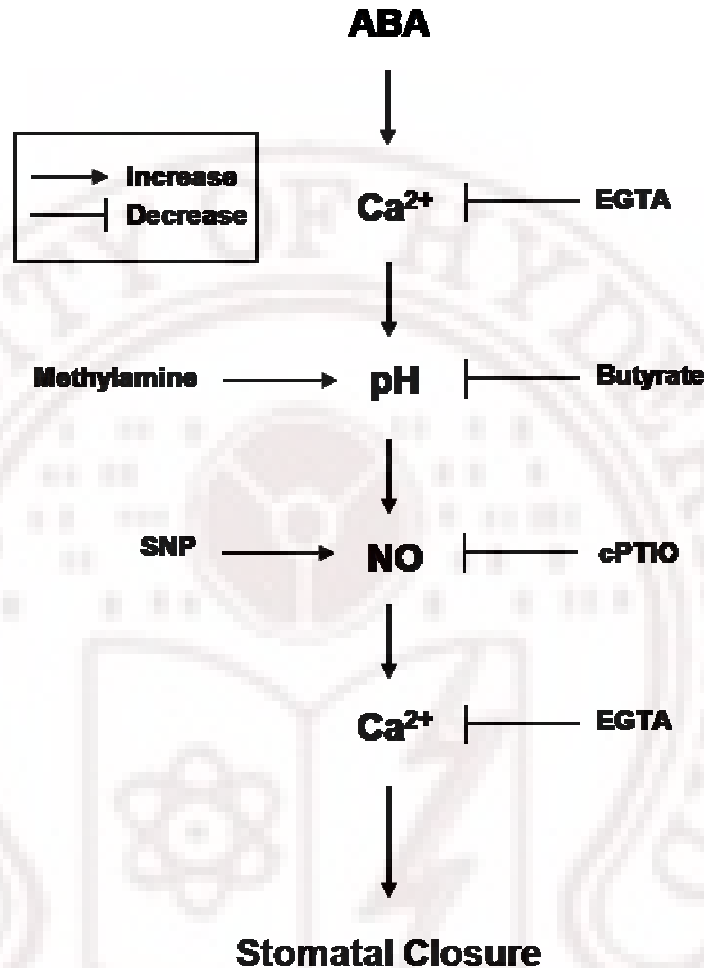 ABA
Increase
Decrease
Ca²⁺
EGTA
Methylamine
pH
Butyrate
SNP
NO
cPTIO
Ca²⁺
EGTA
Stomatal Closure